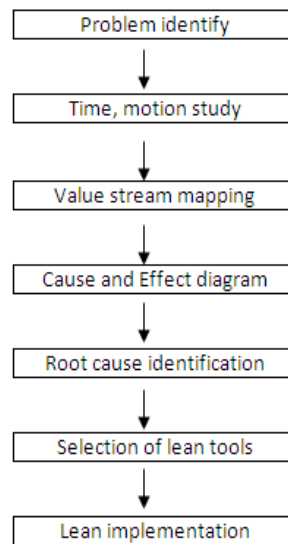 Problem identify
Time, motion study
Value stream mapping
Cause and Effect diagram
Root cause identification
Selection of lean tools
Lean implementation